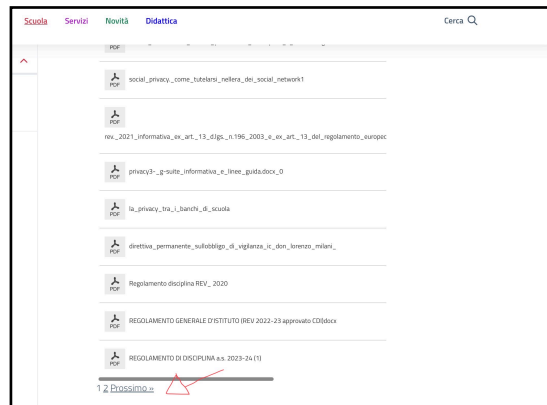 Scuola Servizi Novità Didattica Cerca
PDF
PDF social_privacy._come_tutelarsi_nellera_dei_social_network1
PDF
rev._2021_informativa_ex_art._13_d.lgs._n.196_2003_e_ex_art._13_del_regolamento_europeo
PDF privacy3-_g-suite_informativa_e_linee_guida.docx_0
PDF la_privacy_tra_i_banchi_di_scuola
PDF direttiva_permanente_sullobbligo_di_vigilanza_ic_don_lorenzo_milani_
PDF Regolamento disciplina REV_ 2020
PDF REGOLAMENTO GENERALE D'ISTITUTO (REV 2022-23 approvato CDI)docx
PDF REGOLAMENTO DI DISCIPLINA a.s. 2023-24 (1)
1 2 Prossimo »